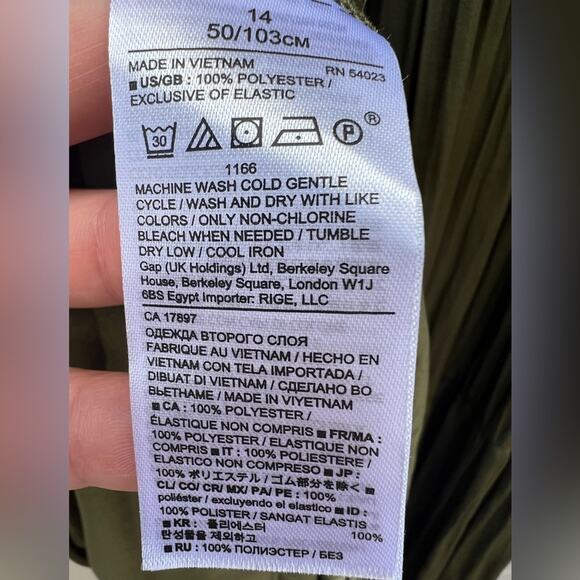 14
50/103CM
MADE IN VIETNAM RN 54023
■ US/GB : 100% POLYESTER /
EXCLUSIVE OF ELASTIC
30 P ®
1166
MACHINE WASH COLD GENTLE
CYCLE / WASH AND DRY WITH LIKE
COLORS / ONLY NON-CHLORINE
BLEACH WHEN NEEDED / TUMBLE
DRY LOW / COOL IRON
Gap (UK Holdings) Ltd, Berkeley Square
House, Berkeley Square, London W1J
6BS Egypt Importer: RIGE, LLC
CA 17897
ОДЕЖДА ВТОРОГО СЛОЯ
FABRIQUE AU VIETNAM / HECHO EN
VIETNAM CON TELA IMPORTADA /
DIBUAT DI VIETNAM / СДЕЛАНО ВО
ВЬЕТНАМЕ / MADE IN VIYETNAM
■ CA : 100% POLYESTER /
ÉLASTIQUE NON COMPRIS ■ FR/MA :
100% POLYESTER / ELASTIQUE NON
COMPRIS ■ IT : 100% POLIESTERE /
ELASTICO NON COMPRESO ■ JP :
100% ポリエステル / ゴム部分を除く ■
CL/ CO/ CR/ MX/ PA/ PE : 100%
poliéster / excluyendo el elastico ■ ID :
100% POLISTER / SANGAT ELASTIS
■ KR : 폴리에스터 100%
탄성물을 제외
■ RU : 100% ПОЛИЭСТЕР / БЕЗ